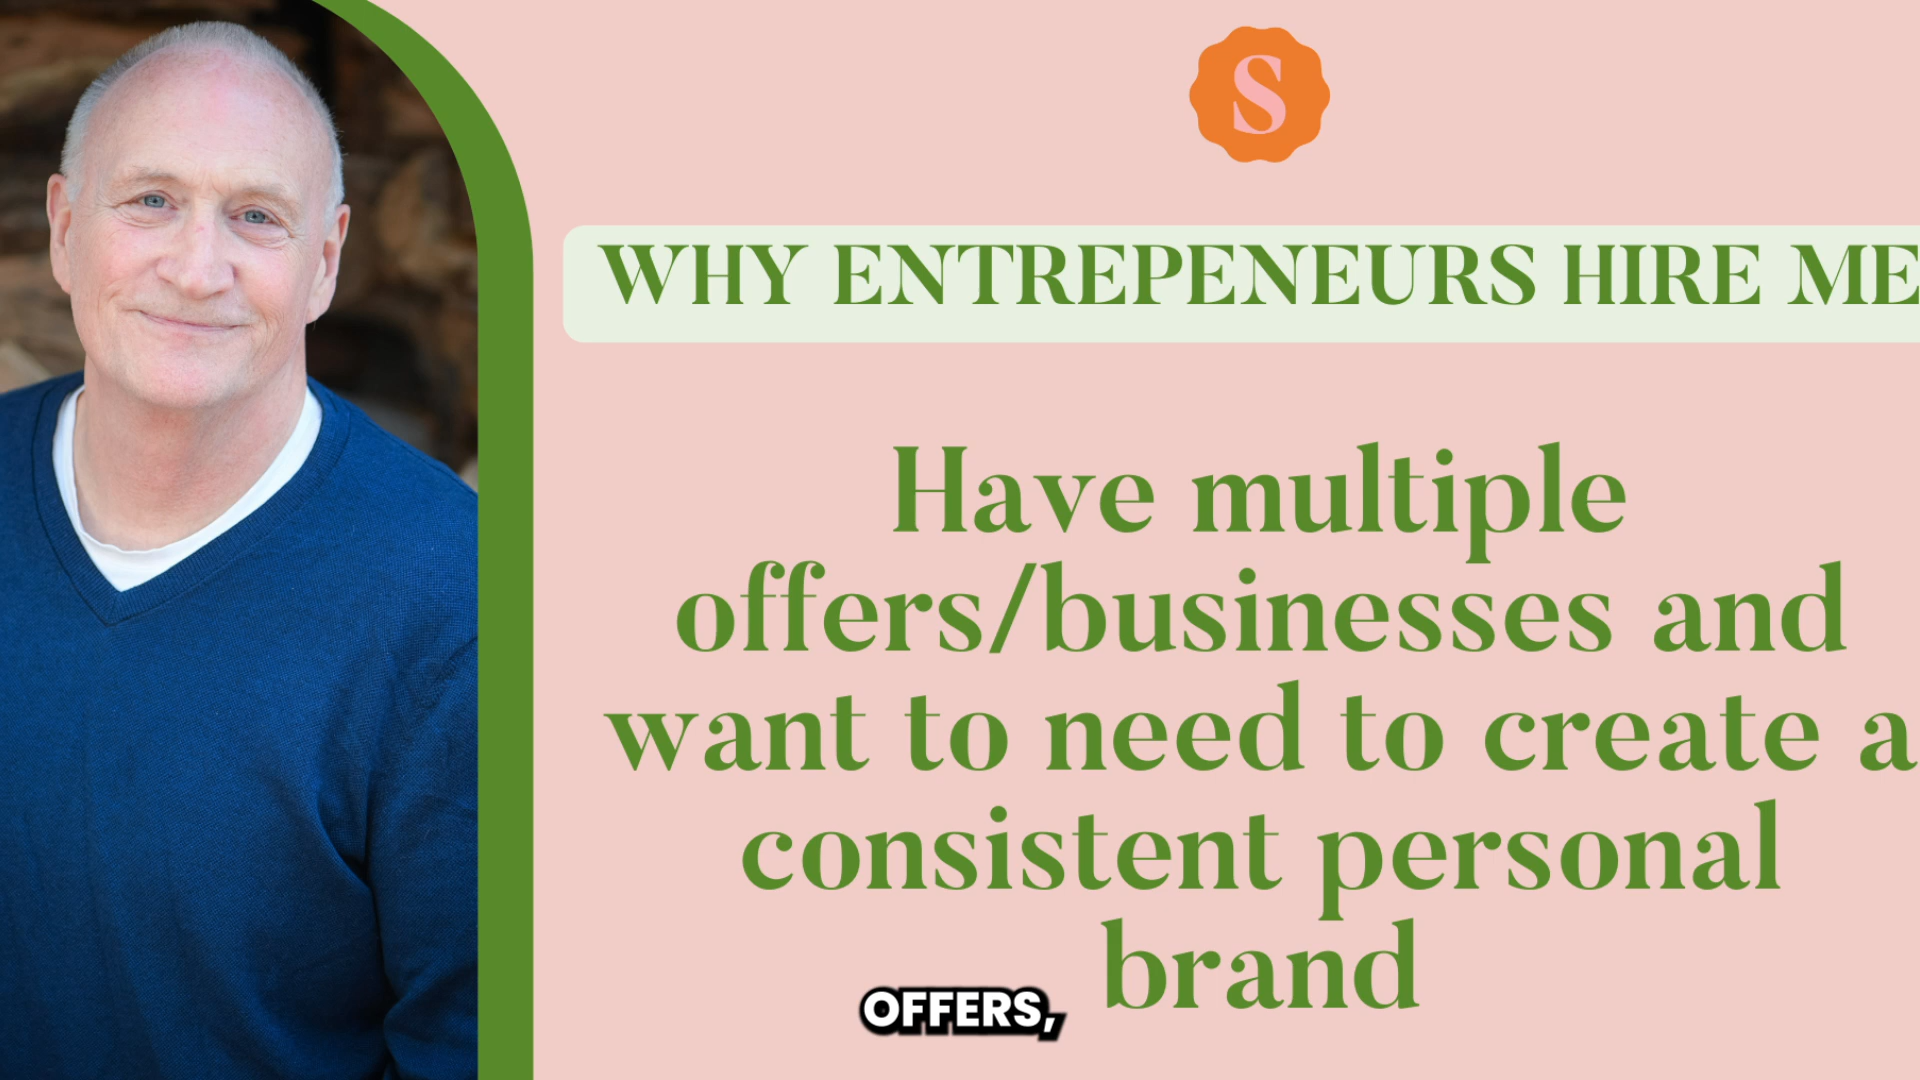 S
WHY ENTREPENEURS HIRE ME
Have multiple
offers/businesses and
want to need to create a
consistent personal
brand
OFFERS,